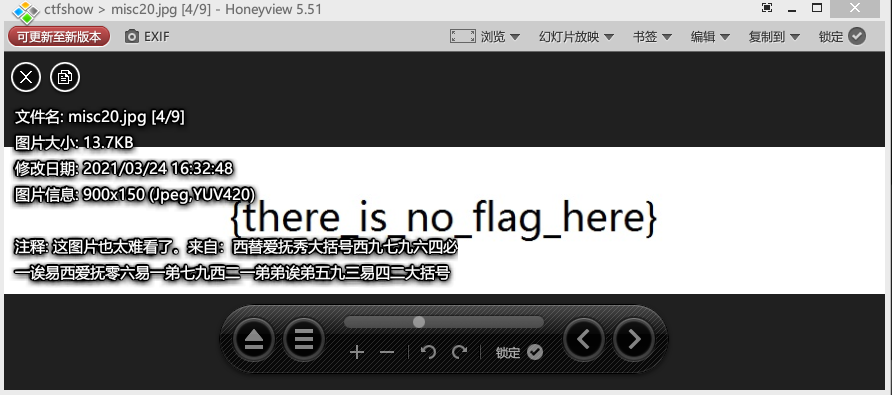 ctfshow > misc20.jpg [4/9] - Honeyview 5.51
可更新至新版本 EXIF 浏览 幻灯片放映 书签 编辑 复制到 锁定
文件名: misc20.jpg [4/9]
图片大小: 13.7KB
修改日期: 2021/03/24 16:32:48
图片信息: 900x150 (Jpeg,YUV420)
{there_is_no_flag_here}
注释: 这图片也太难看了。来自：西替爱抚秀大括号西九七九六四必
一诶易西爱抚零六易一弟七九西二一弟弟诶弟五九三易四二大括号
锁定